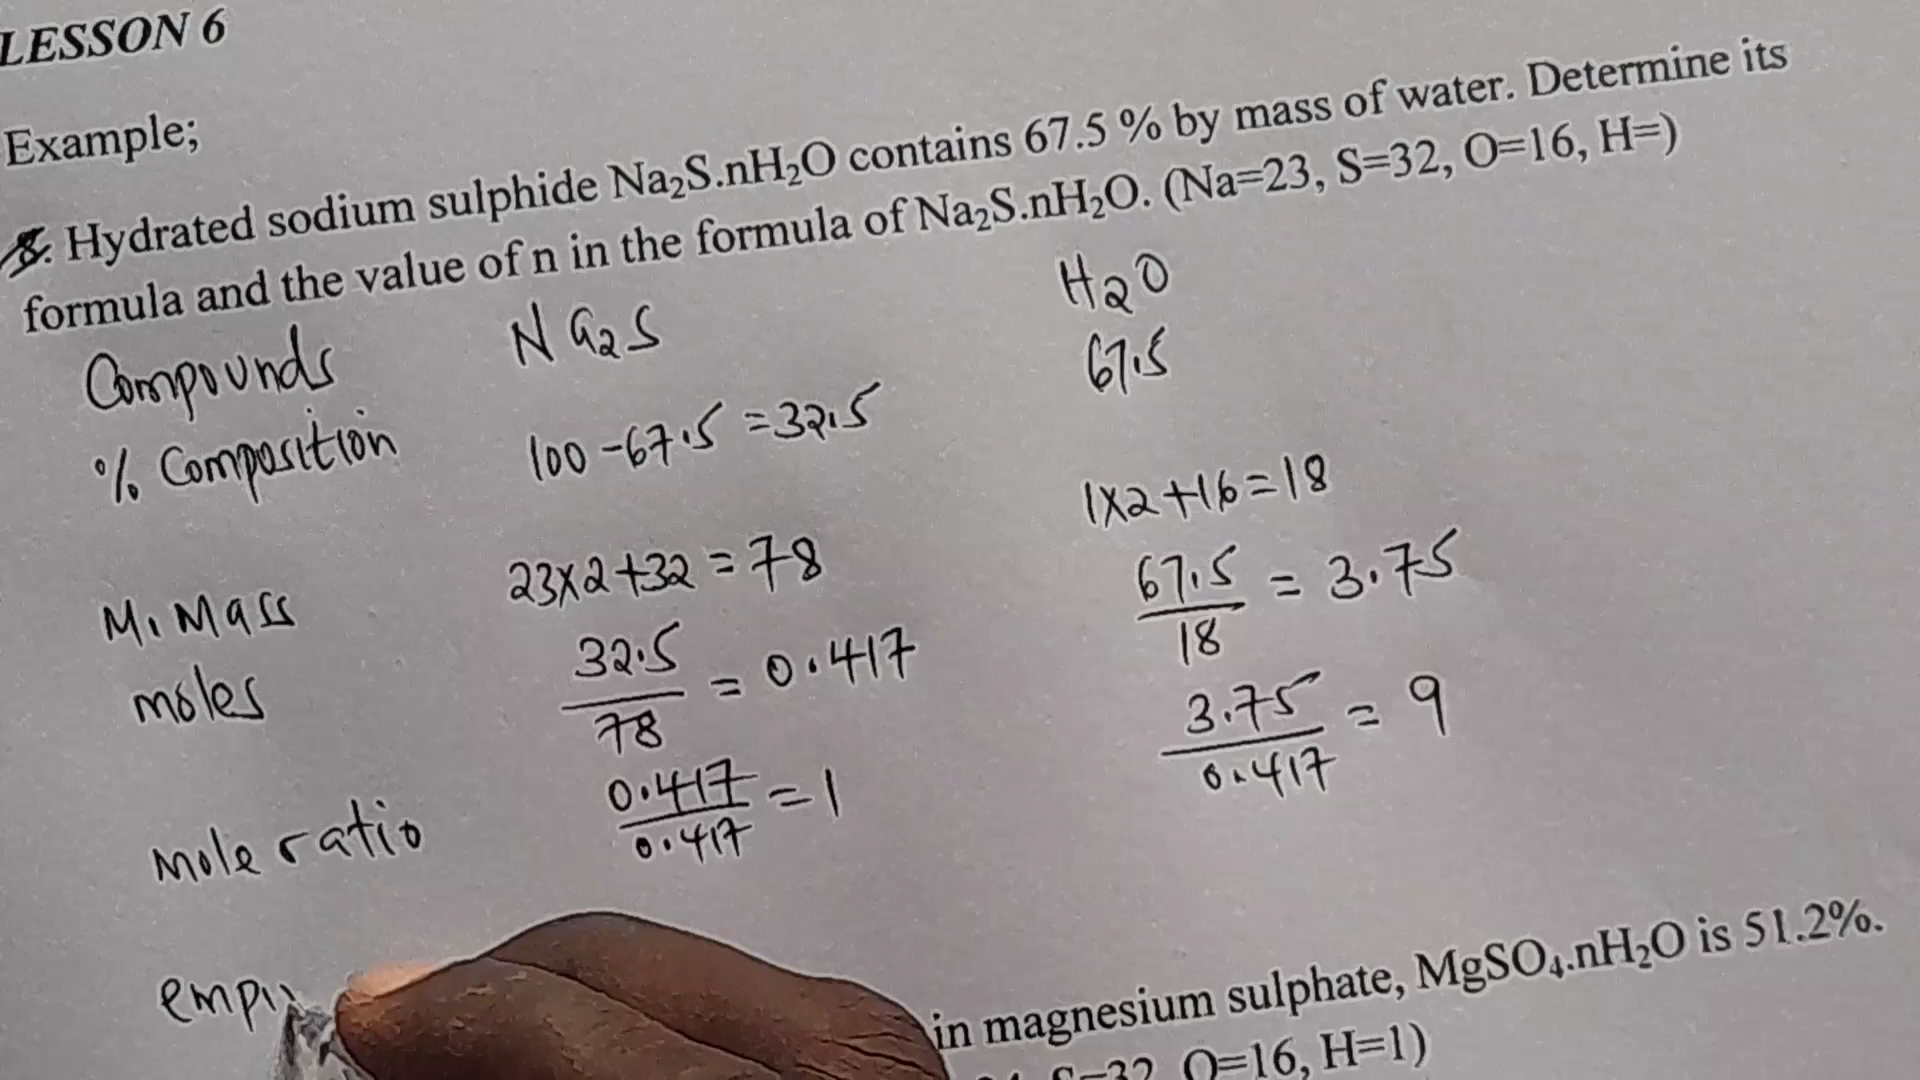 LESSON 6
Example;
8. Hydrated sodium sulphide Na₂S.nH₂O contains 67.5 % by mass of water. Determine its
formula and the value of n in the formula of Na₂S.nH₂O. (Na=23, S=32, O=16, H=)
Compounds Na₂S H₂O
% Composition 100-67.5 =32.5 67.5
M. Mass 23x2+32 = 78 1x2+16=18
moles 32.5/78 = 0.417 67.5/18 = 3.75
Mole ratio 0.417/0.417 = 1 3.75/0.417 = 9
empi
in magnesium sulphate, MgSO₄.nH₂O is 51.2%.
S=32, O=16, H=1)